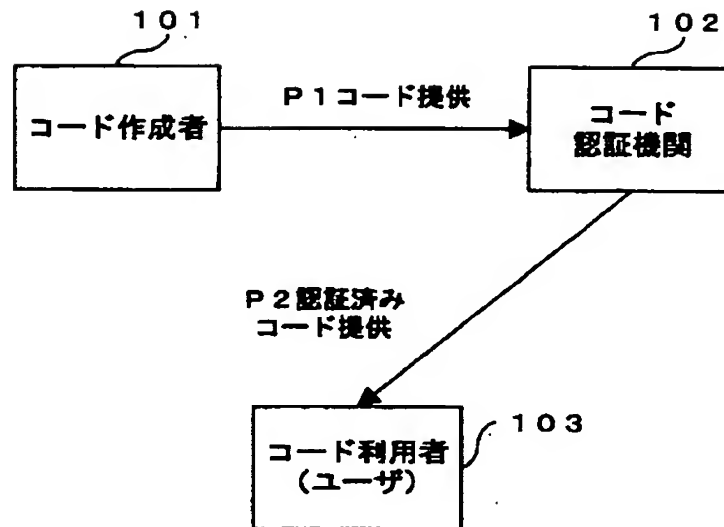 １０１
１０２
コード作成者
Ｐ１コード提供
コード
認証機関
Ｐ２認証済み
コード提供
１０３
コード利用者
（ユーザ）